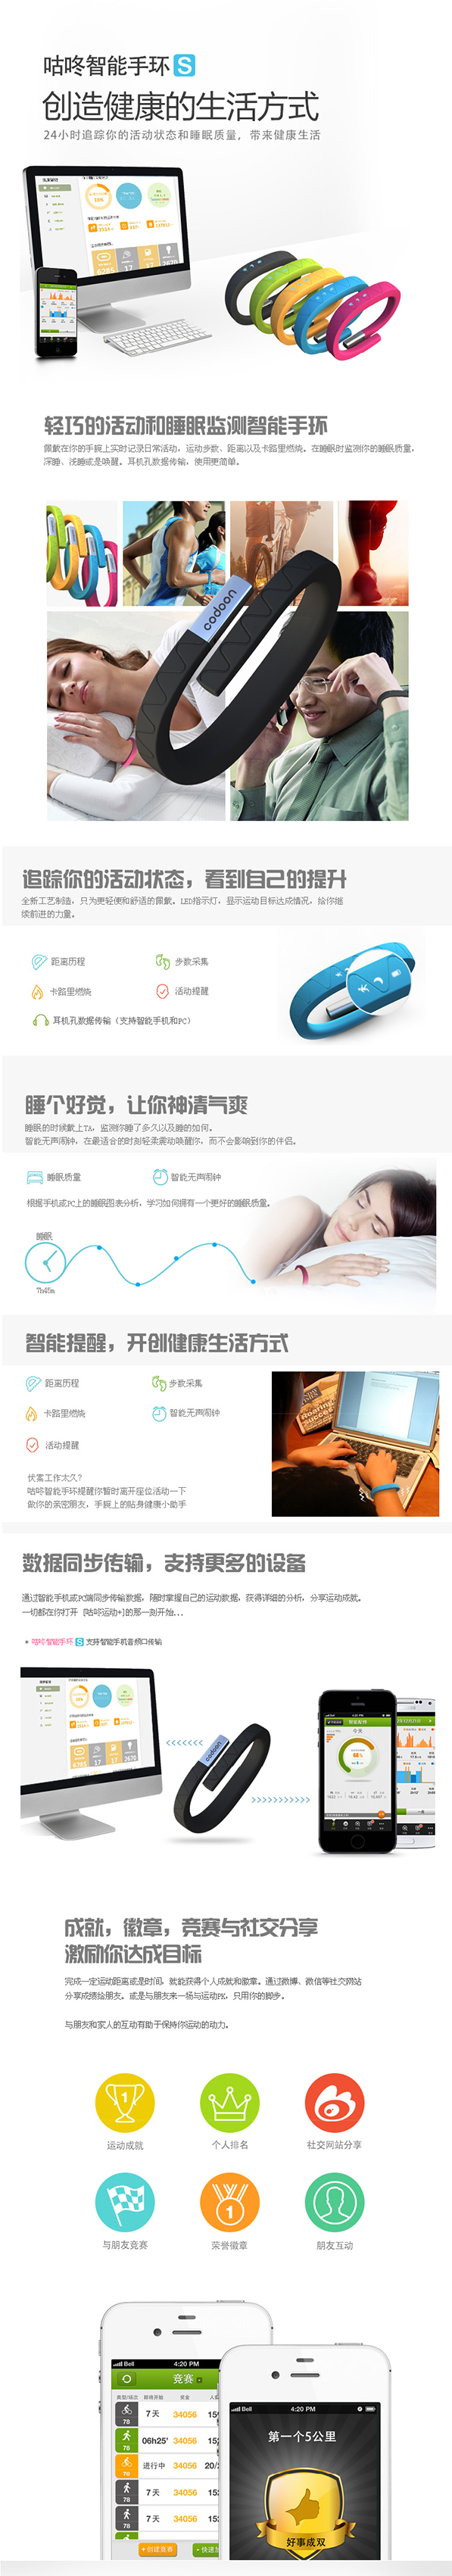 咕咚智能手环S
创造健康的生活方式
24小时追踪你的活动状态和睡眠质量，带来健康生活
轻巧的活动和睡眠监测智能手环
佩戴在你的手腕上实时记录日常活动，运动步数、距离以及卡路里燃烧。在睡眠时监测你的睡眠质量，
深睡、浅睡或是唤醒。耳机孔数据传输，使用更简单。
codoon
追踪你的活动状态，看到自己的提升
全新工艺制造，只为更轻便和舒适的佩戴。LED指示灯，显示运动目标达成情况，给你继
续前进的力量。
距离历程
步数采集
卡路里燃烧
活动提醒
耳机孔数据传输（支持智能手机和PC）
睡个好觉，让你神清气爽
睡眠的时候戴上TA，监测你睡了多久以及睡的如何。
智能无声闹钟，在最适合的时刻轻柔震动唤醒你，而不会影响到你的伴侣。
睡眠质量
智能无声闹钟
根据手机或PC上的睡眠图表分析，学习如何拥有一个更好的睡眠质量。
睡眠
7h45m
智能提醒，开创健康生活方式
距离历程
步数采集
卡路里燃烧
智能无声闹钟
活动提醒
伏案工作太久？
咕咚智能手环提醒你暂时离开座位活动一下
做你的亲密朋友，手腕上的贴身健康小助手
数据同步传输，支持更多的设备
通过智能手机或PC端同步传输数据，随时掌握自己的运动数据，获得详细的分析，分享运动成就。
一切都在你打开［咕咚运动+］的那一刻开始...
• 咕咚智能手环S支持智能手机音频口传输
codoon
成就，徽章，竞赛与社交分享
激励你达成目标
完成一定运动距离或是时间，就能获得个人成就和徽章。通过微博、微信等社交网站
分享成绩给朋友。或是与朋友来一场与运动PK，只用你的脚步。
与朋友和家人的互动有助于保持你运动的动力。
1
运动成就
个人排名
社交网站分享
1
与朋友竞赛
荣誉徽章
朋友互动
Bell 4:20 PM
竞赛
类型/场次 即将开始 奖金
78 7天 34056
78 06h25' 34056
78 进行中 34056 20/
78 7天 34056
78 7天 34056
+创建竞赛
Bell 4:20 PM
第一个5公里
好事成双